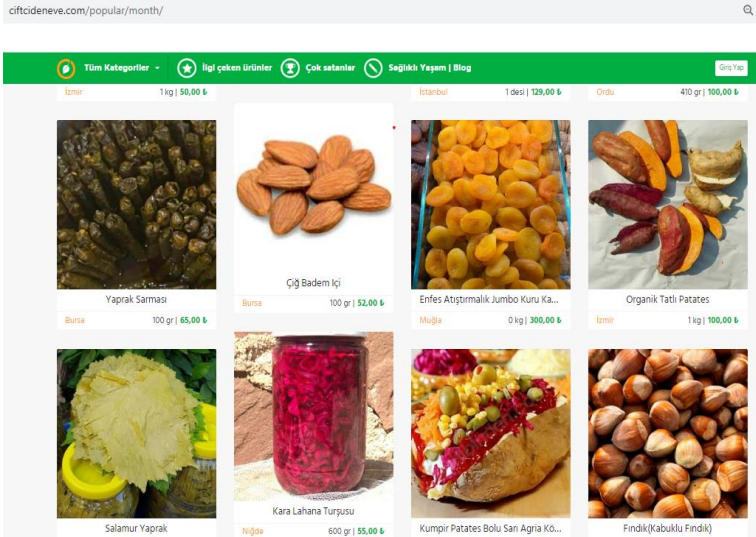 ciftcideneve.com/popular/month/
Tüm Kategoriler
İlgi çeken ürünler
Çok satanlar
Sağlıklı Yaşam | Blog
Giriş Yap
İzmir 1 kg | 50,00 ₺
İstanbul 1 desi | 129,00 ₺
Ordu 410 gr | 100,00 ₺
Yaprak Sarması
Bursa 100 gr | 65,00 ₺
Çiğ Badem İçi
Bursa 100 gr | 52,00 ₺
Enfes Atıştırmalık Jumbo Kuru Ka...
Muğla 0 kg | 300,00 ₺
Organik Tatlı Patates
İzmir 1 kg | 100,00 ₺
Salamur Yaprak
Kara Lahana Turşusu
Niğde 600 gr | 55,00 ₺
Kumpir Patates Bolu Sarı Agria Kö...
Fındık(Kabuklu Fındık)